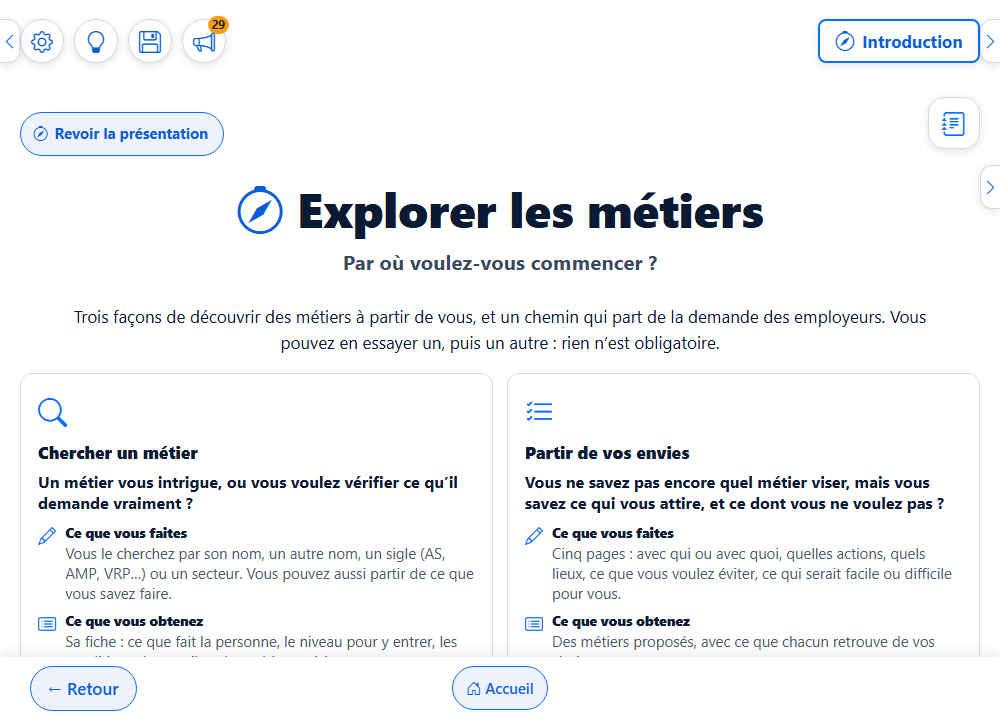 29
Introduction
Revoir la présentation
Explorer les métiers
Par où voulez-vous commencer ?
Trois façons de découvrir des métiers à partir de vous, et un chemin qui part de la demande des employeurs. Vous
pouvez en essayer un, puis un autre : rien n’est obligatoire.
Chercher un métier
Un métier vous intrigue, ou vous voulez vérifier ce qu’il
demande vraiment ?
Ce que vous faites
Vous le cherchez par son nom, un autre nom, un sigle (AS,
AMP, VRP…) ou un secteur. Vous pouvez aussi partir de ce que
vous savez faire.
Ce que vous obtenez
Sa fiche : ce que fait la personne, le niveau pour y entrer, les
Partir de vos envies
Vous ne savez pas encore quel métier viser, mais vous
savez ce qui vous attire, et ce dont vous ne voulez pas ?
Ce que vous faites
Cinq pages : avec qui ou avec quoi, quelles actions, quels
lieux, ce que vous voulez éviter, ce qui serait facile ou difficile
pour vous.
Ce que vous obtenez
Des métiers proposés, avec ce que chacun retrouve de vos
← Retour
Accueil